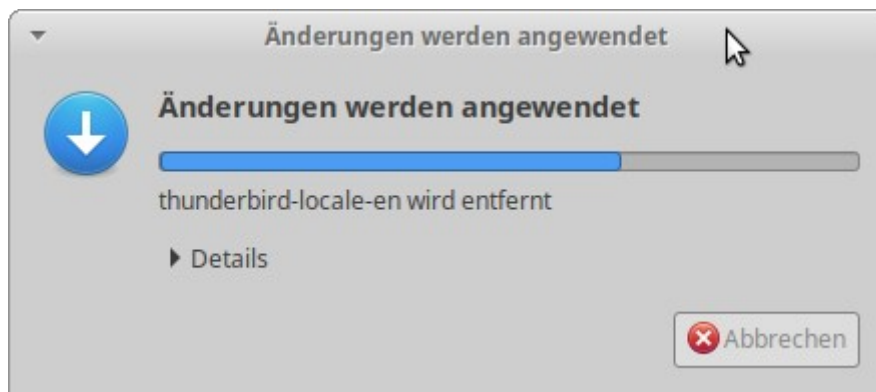 Änderungen werden angewendet
Änderungen werden angewendet
thunderbird-locale-en wird entfernt
Details
Abbrechen